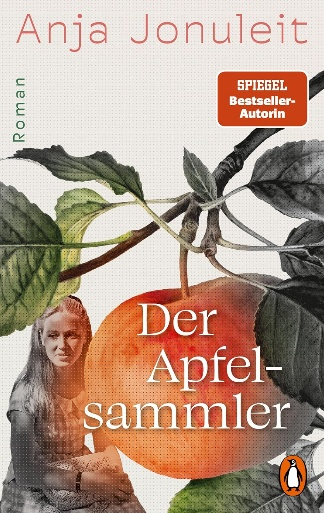 Anja Jonuleit
Roman
SPIEGEL
Bestseller-
Autorin
Der
Apfel-
sammler